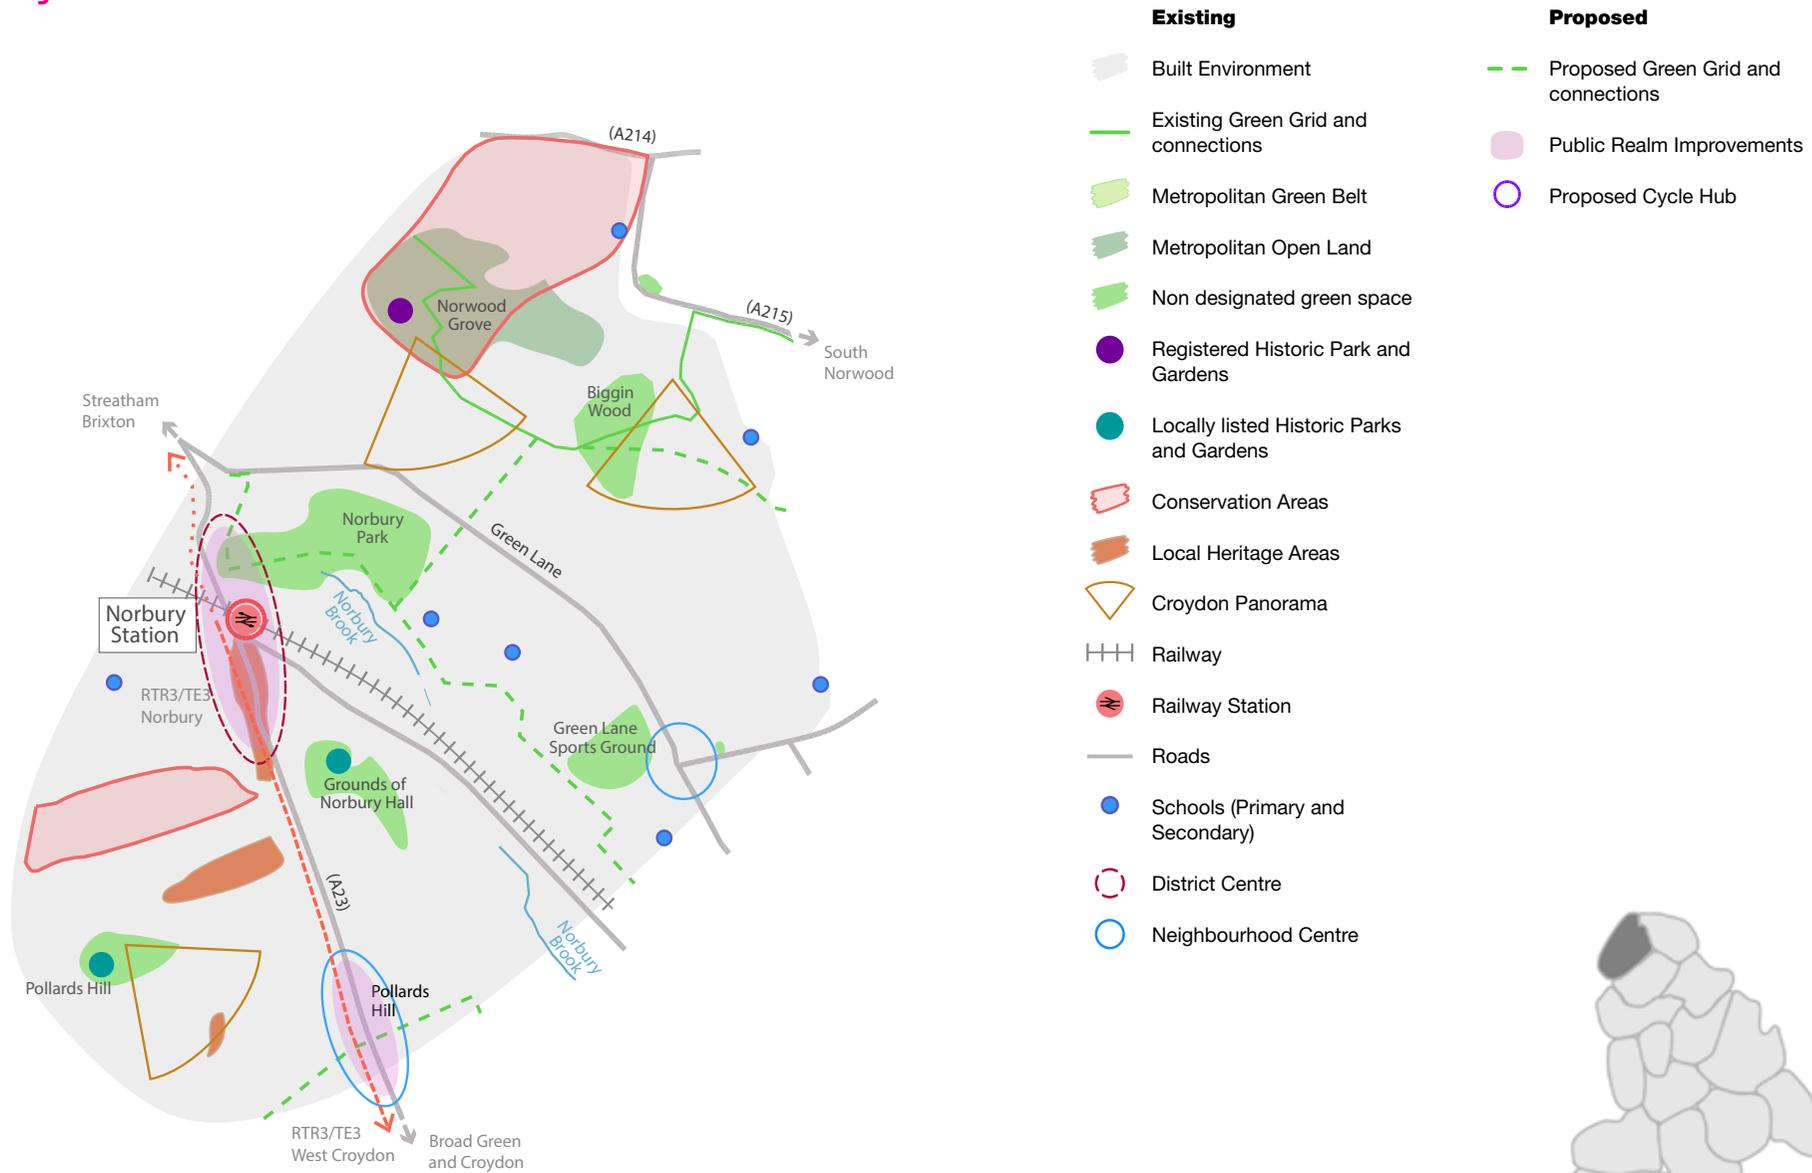 (A214)
Norwood
Grove
(A215)
South
Norwood
Streatham
Brixton
Biggin
Wood
Norbury
Park
Green Lane
Norbury
Station
Norbury
Brook
RTR3/TE3
Norbury
Green Lane
Sports Ground
Grounds of
Norbury Hall
(A23)
Norbury
Brook
Pollards Hill
Pollards
Hill
RTR3/TE3
West Croydon
Broad Green
and Croydon
Existing
Built Environment
Existing Green Grid and
connections
Metropolitan Green Belt
Metropolitan Open Land
Non designated green space
Registered Historic Park and
Gardens
Locally listed Historic Parks
and Gardens
Conservation Areas
Local Heritage Areas
Croydon Panorama
Railway
Railway Station
Roads
Schools (Primary and
Secondary)
District Centre
Neighbourhood Centre
Proposed
Proposed Green Grid and
connections
Public Realm Improvements
Proposed Cycle Hub